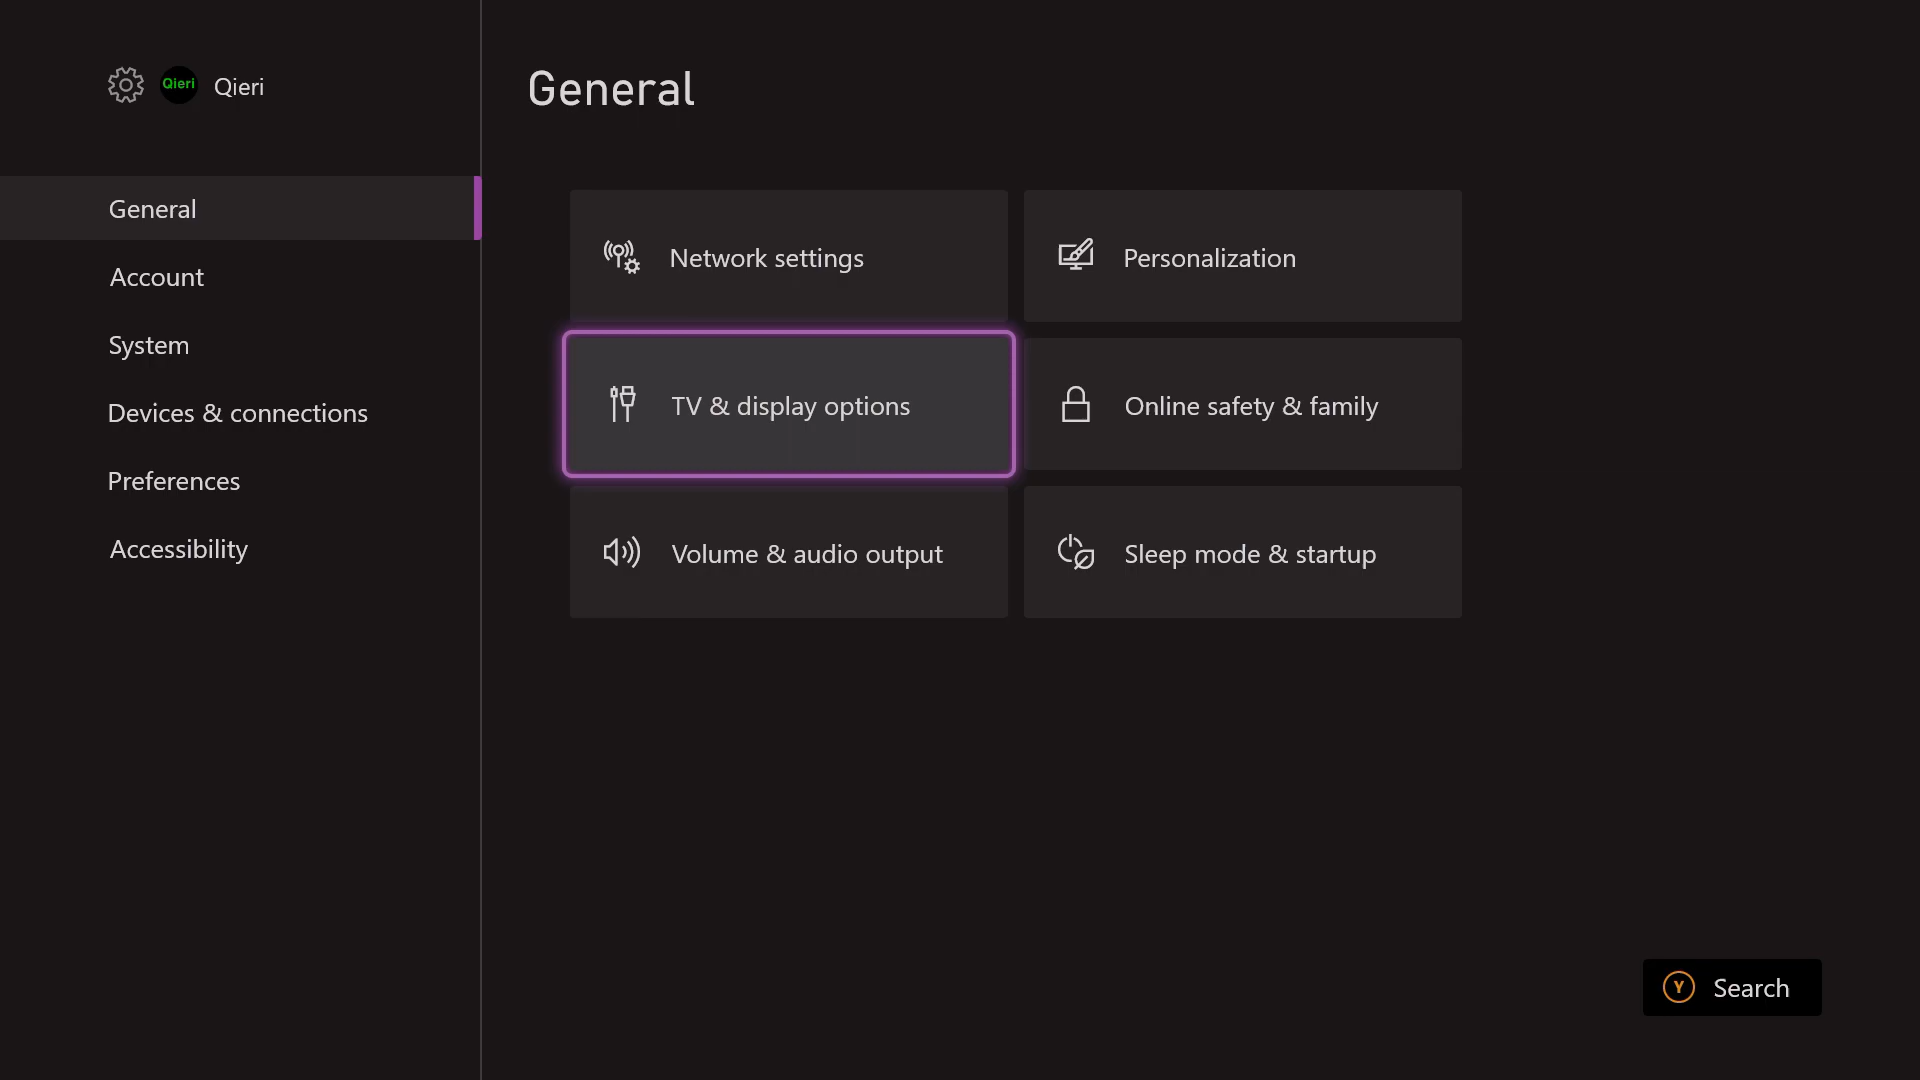 Qieri Qieri
General
General
Account
System
Devices & connections
Preferences
Accessibility
Network settings
Personalization
TV & display options
Online safety & family
Volume & audio output
Sleep mode & startup
Y Search